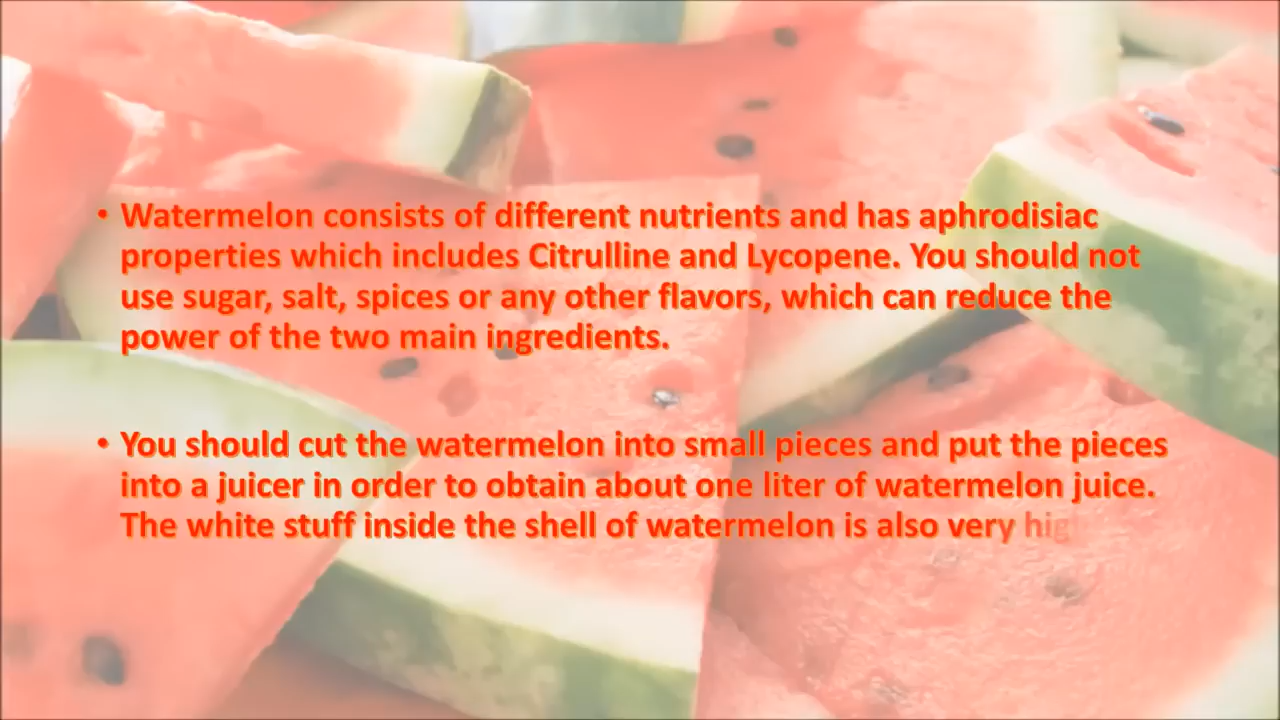 • Watermelon consists of different nutrients and has aphrodisiac
properties which includes Citrulline and Lycopene. You should not
use sugar, salt, spices or any other flavors, which can reduce the
power of the two main ingredients.
• You should cut the watermelon into small pieces and put the pieces
into a juicer in order to obtain about one liter of watermelon juice.
The white stuff inside the shell of watermelon is also very